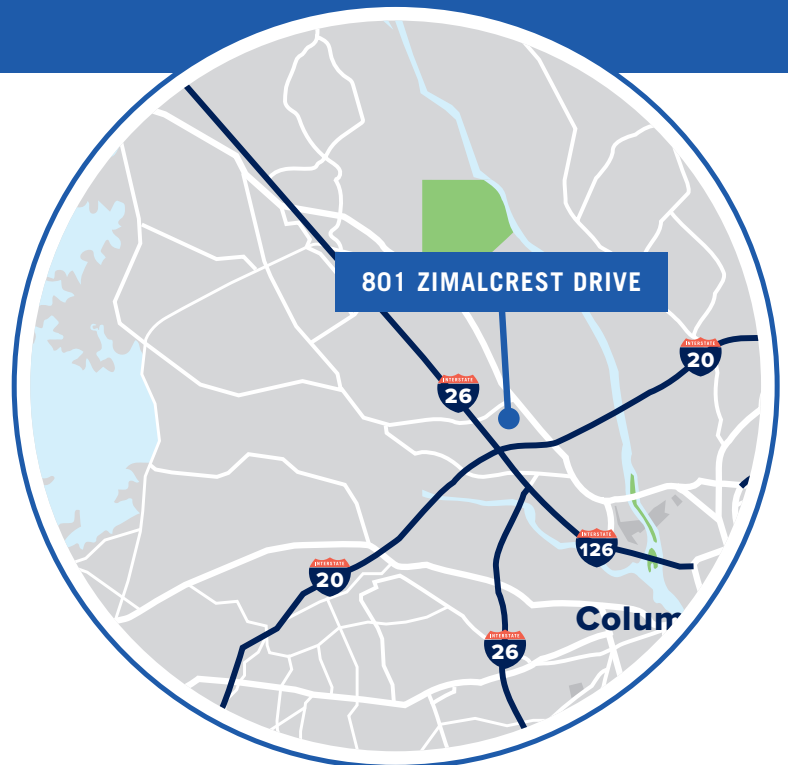 801 ZIMALCREST DRIVE
INTERSTATE
20
INTERSTATE
26
INTERSTATE
126
INTERSTATE
20
Colum
INTERSTATE
26